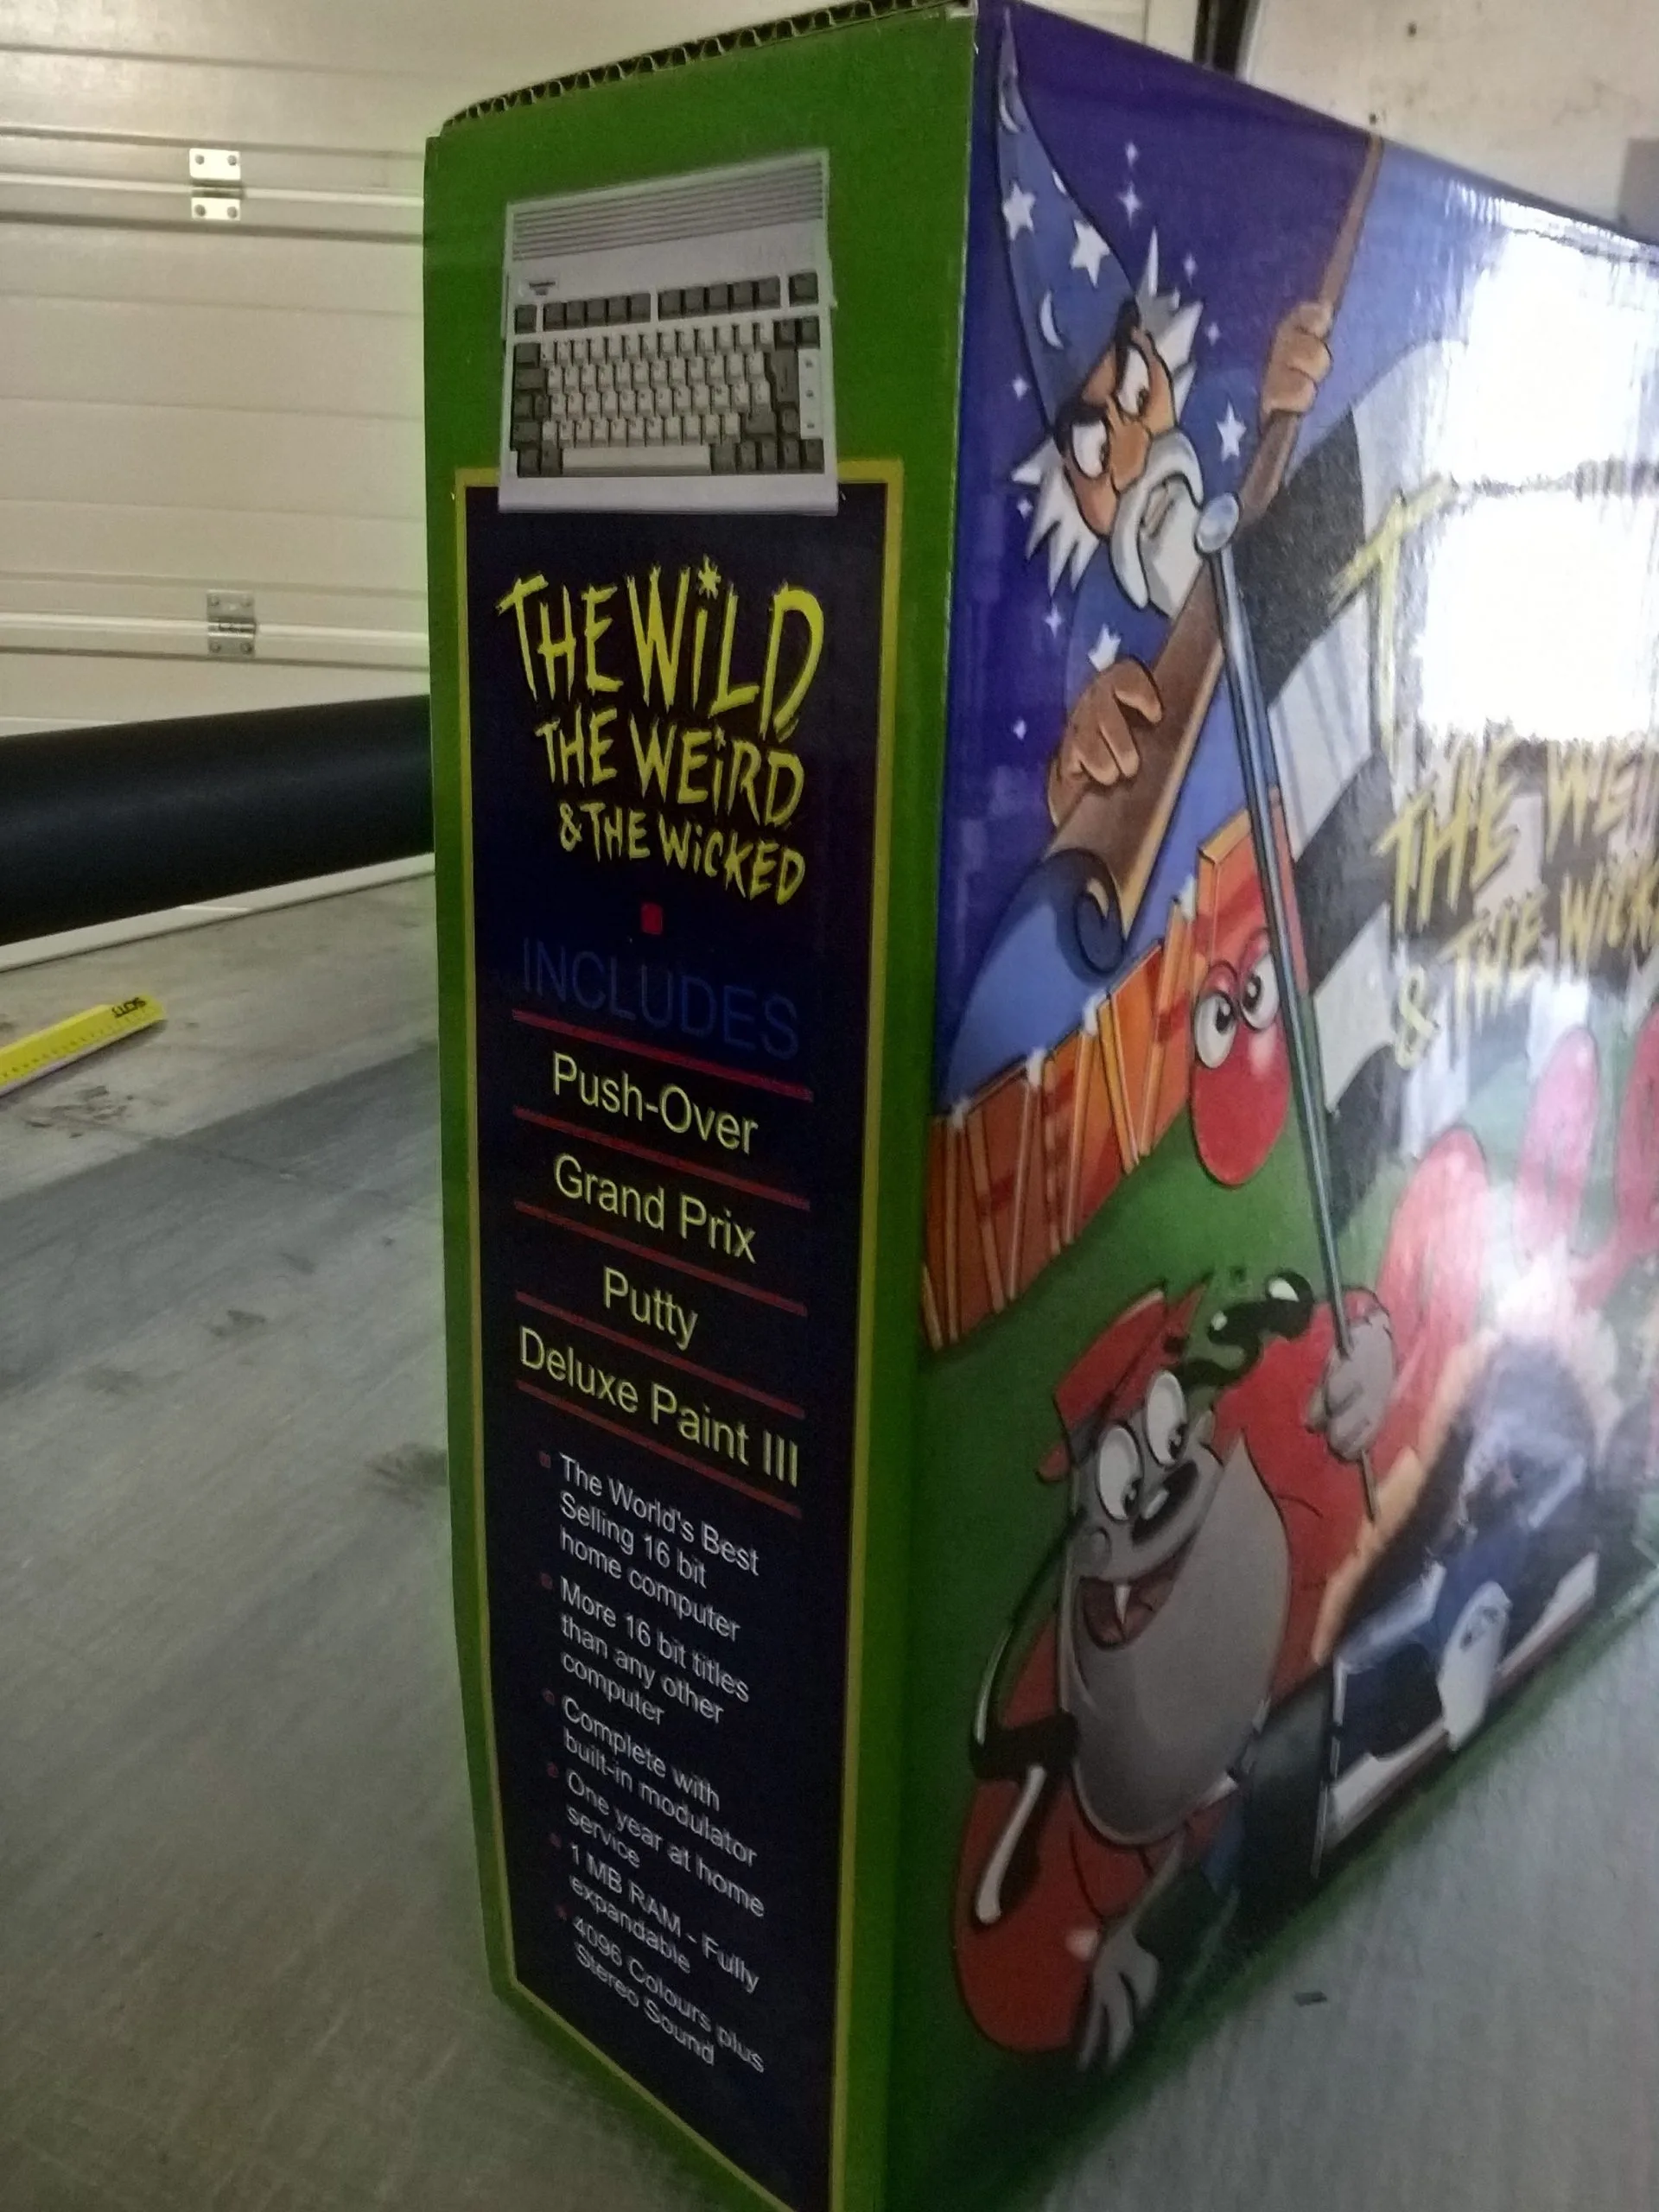 THE WiLD
THE WEiRD
& THE WiCKED
INCLUDES
Push-Over
Grand Prix
Putty
Deluxe Paint III
The World's Best
Selling 16 bit
home computer
More 16 bit titles
than any other
computer
Complete with
built-in modulator
One year at home
service
1 MB RAM - Fully
expandable
4096 Colours plus
Stereo Sound
THE
& THE